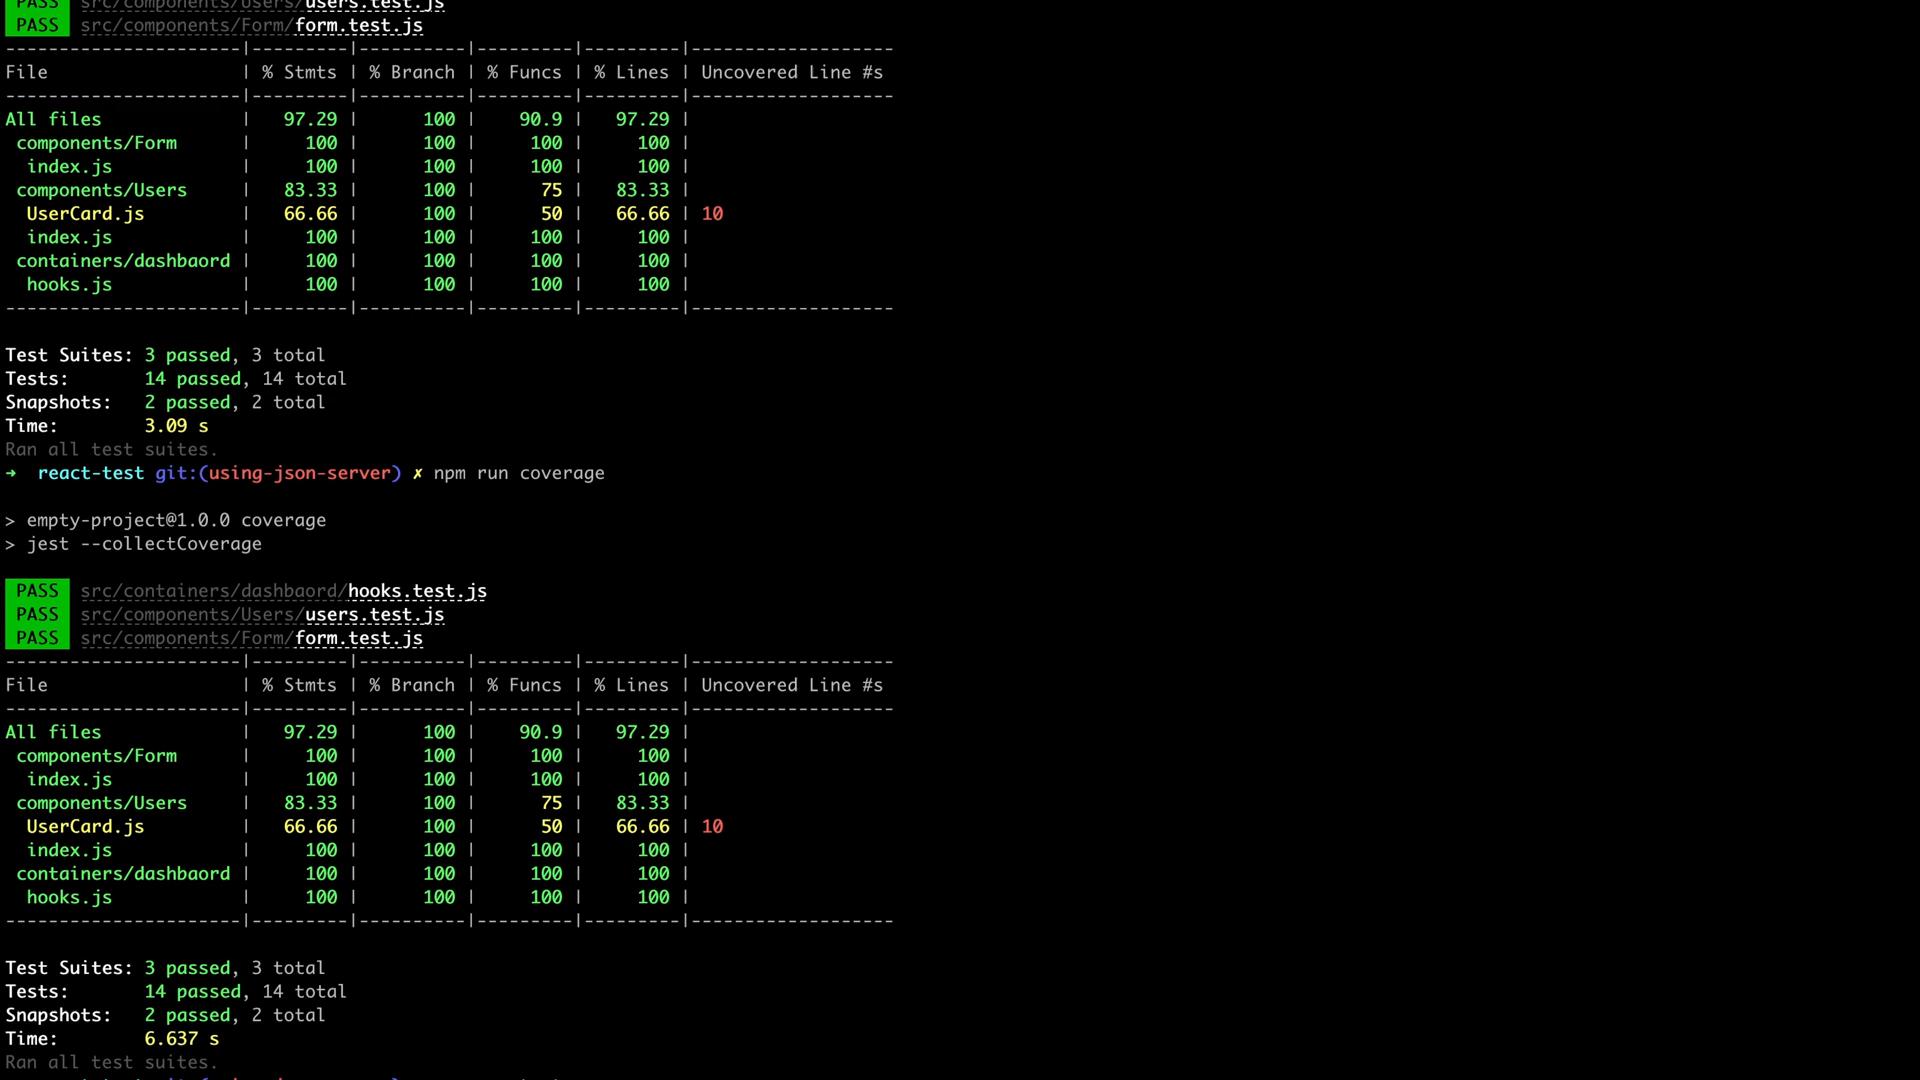 PASS src/components/Users/users.test.js
PASS src/components/Form/form.test.js
----------------------|---------|----------|---------|---------|-------------------
File                  | % Stmts | % Branch | % Funcs | % Lines | Uncovered Line #s
----------------------|---------|----------|---------|---------|-------------------
All files             |   97.29 |      100 |    90.9 |   97.29 |
 components/Form      |     100 |      100 |     100 |     100 |
  index.js            |     100 |      100 |     100 |     100 |
 components/Users     |   83.33 |      100 |      75 |   83.33 |
  UserCard.js         |   66.66 |      100 |      50 |   66.66 | 10
  index.js            |     100 |      100 |     100 |     100 |
 containers/dashbaord |     100 |      100 |     100 |     100 |
  hooks.js            |     100 |      100 |     100 |     100 |
----------------------|---------|----------|---------|---------|-------------------
Test Suites: 3 passed, 3 total
Tests:       14 passed, 14 total
Snapshots:   2 passed, 2 total
Time:        3.09 s
Ran all test suites.
➜  react-test git:(using-json-server) ✗ npm run coverage
> empty-project@1.0.0 coverage
> jest --collectCoverage
PASS src/containers/dashbaord/hooks.test.js
PASS src/components/Users/users.test.js
PASS src/components/Form/form.test.js
----------------------|---------|----------|---------|---------|-------------------
File                  | % Stmts | % Branch | % Funcs | % Lines | Uncovered Line #s
----------------------|---------|----------|---------|---------|-------------------
All files             |   97.29 |      100 |    90.9 |   97.29 |
 components/Form      |     100 |      100 |     100 |     100 |
  index.js            |     100 |      100 |     100 |     100 |
 components/Users     |   83.33 |      100 |      75 |   83.33 |
  UserCard.js         |   66.66 |      100 |      50 |   66.66 | 10
  index.js            |     100 |      100 |     100 |     100 |
 containers/dashbaord |     100 |      100 |     100 |     100 |
  hooks.js            |     100 |      100 |     100 |     100 |
----------------------|---------|----------|---------|---------|-------------------
Test Suites: 3 passed, 3 total
Tests:       14 passed, 14 total
Snapshots:   2 passed, 2 total
Time:        6.637 s
Ran all test suites.